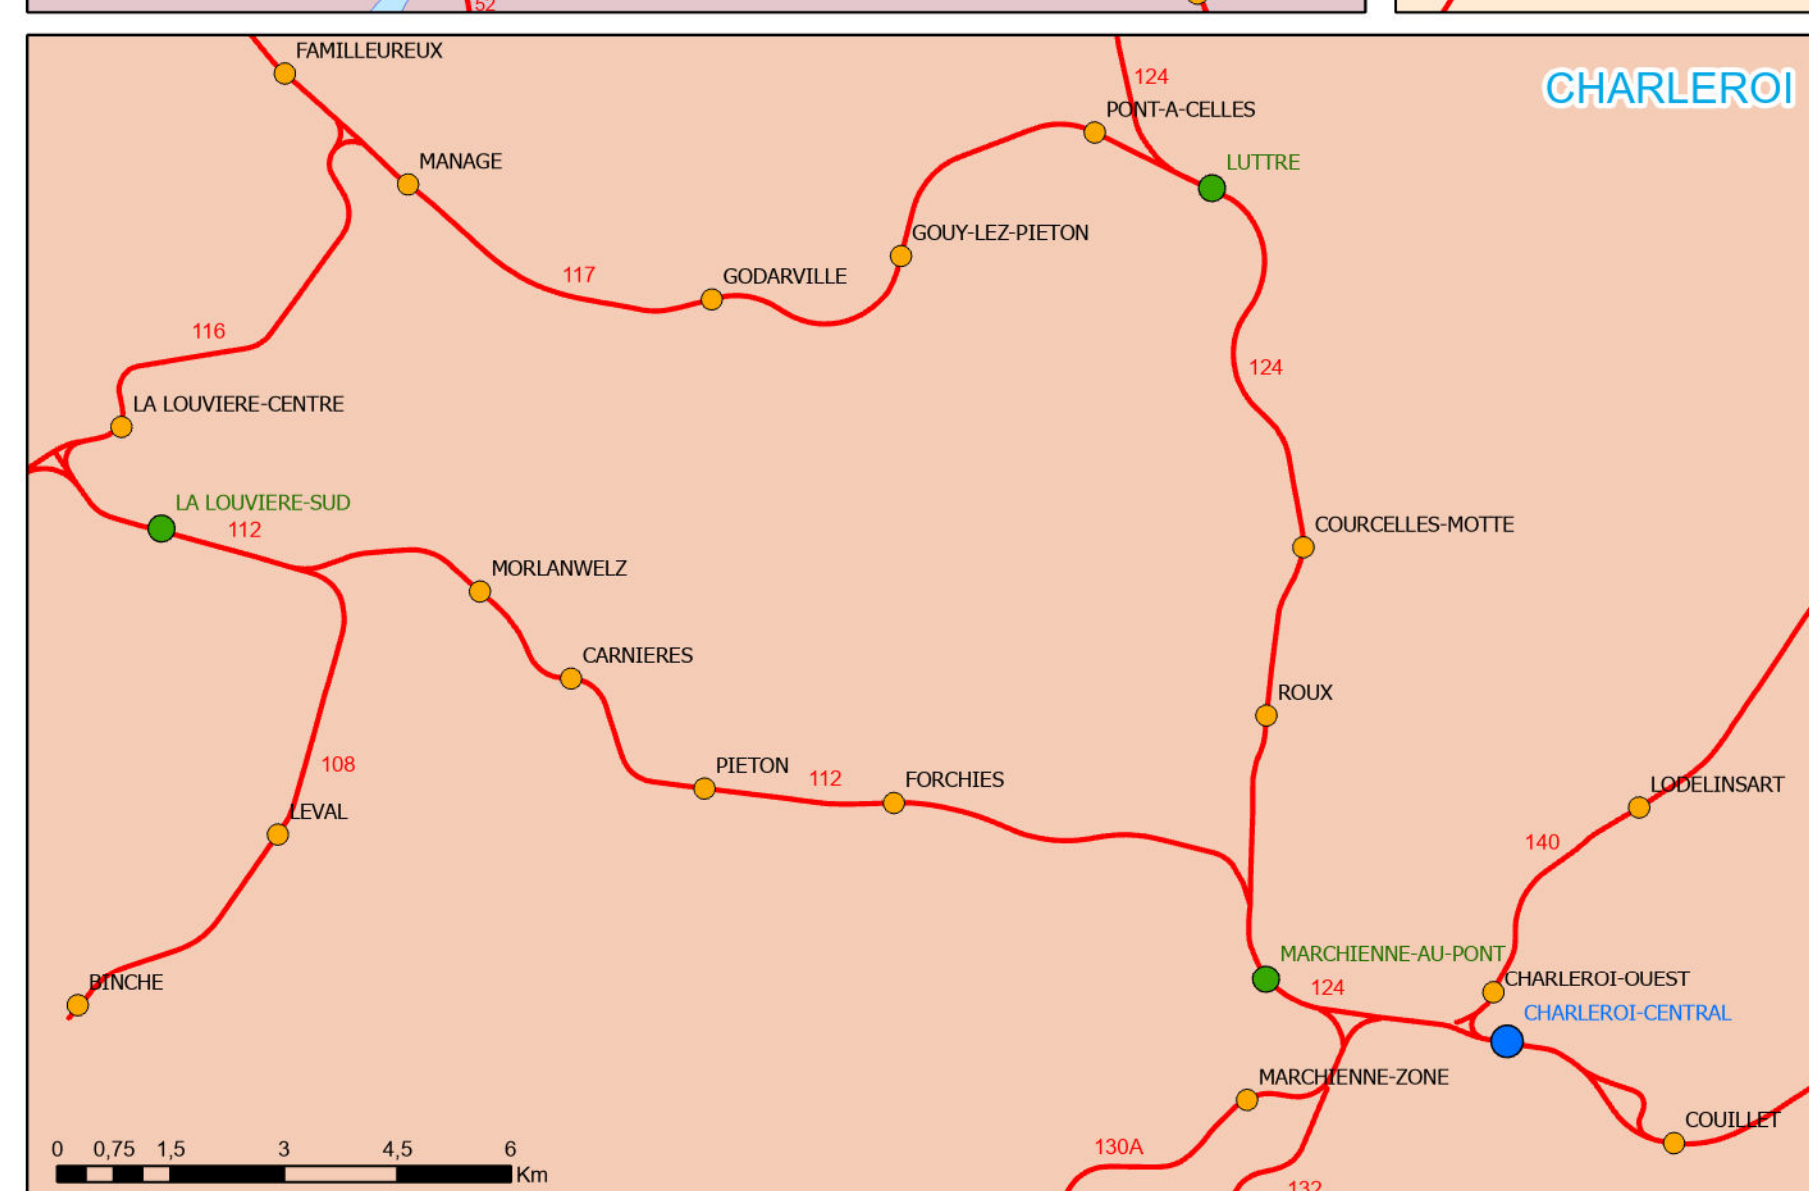 52
FAMILLEUREUX
124
CHARLEROI
PONT-A-CELLES
MANAGE
LUTTRE
GOUY-LEZ-PIETON
117
GODARVILLE
116
124
LA LOUVIERE-CENTRE
LA LOUVIERE-SUD
112
COURCELLES-MOTTE
MORLANWELZ
CARNIERES
ROUX
108
PIETON
112
FORCHIES
LODELINSART
LEVAL
140
MARCHIENNE-AU-PONT
BINCHE
124
CHARLEROI-OUEST
CHARLEROI-CENTRAL
MARCHIENNE-ZONE
COUILLET
130A
0 0,75 1,5 3 4,5 6
Km
132